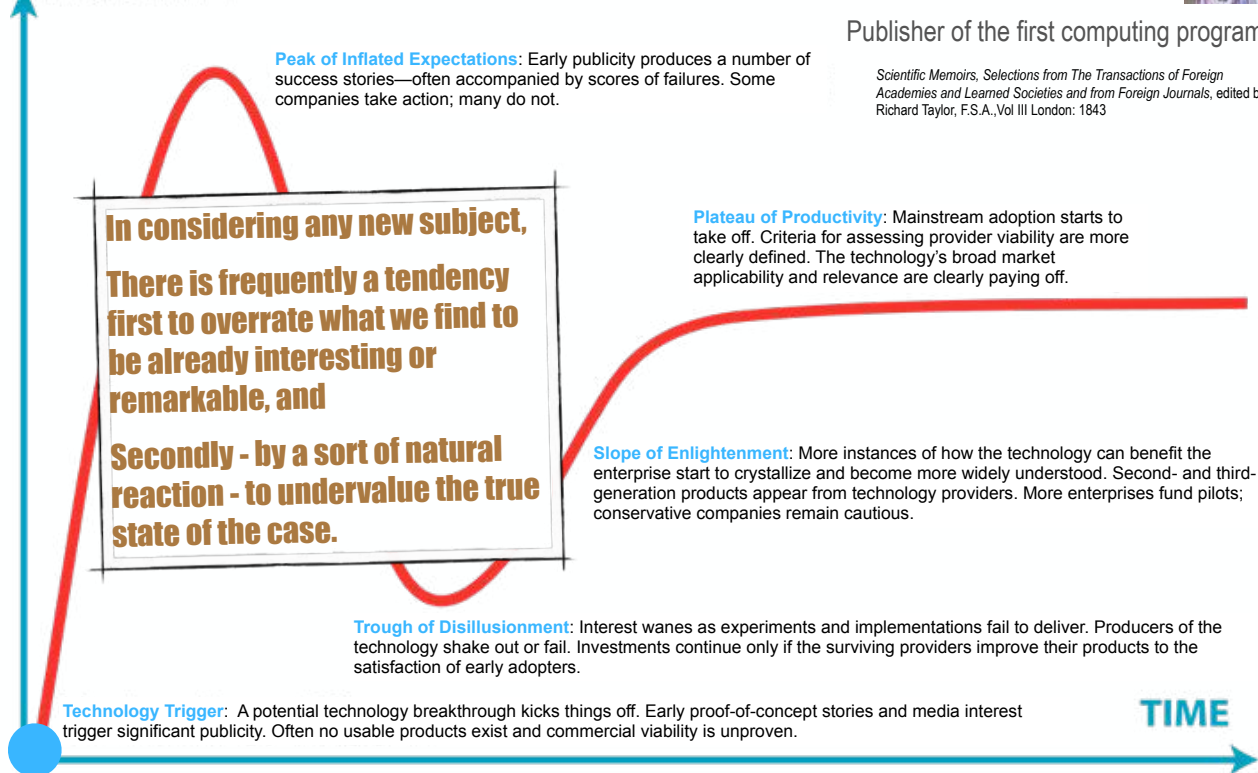 Publisher of the first computing program
Scientific Memoirs, Selections from The Transactions of Foreign
Academies and Learned Societies and from Foreign Journals, edited
Richard Taylor, F.S.A.,Vol III London: 1843
Peak of Inflated Expectations: Early publicity produces a number of
success stories—often accompanied by scores of failures. Some
companies take action; many do not.
In considering any new subject,
There is frequently a tendency
first to overrate what we find to
be already interesting or
remarkable, and
Secondly - by a sort of natural
reaction - to undervalue the true
state of the case.
Plateau of Productivity: Mainstream adoption starts to
take off. Criteria for assessing provider viability are more
clearly defined. The technology’s broad market
applicability and relevance are clearly paying off.
Slope of Enlightenment: More instances of how the technology can benefit the
enterprise start to crystallize and become more widely understood. Second- and third-
generation products appear from technology providers. More enterprises fund pilots;
conservative companies remain cautious.
Trough of Disillusionment: Interest wanes as experiments and implementations fail to deliver. Producers of the
technology shake out or fail. Investments continue only if the surviving providers improve their products to the
satisfaction of early adopters.
Technology Trigger: A potential technology breakthrough kicks things off. Early proof-of-concept stories and media interest
trigger significant publicity. Often no usable products exist and commercial viability is unproven.
TIME